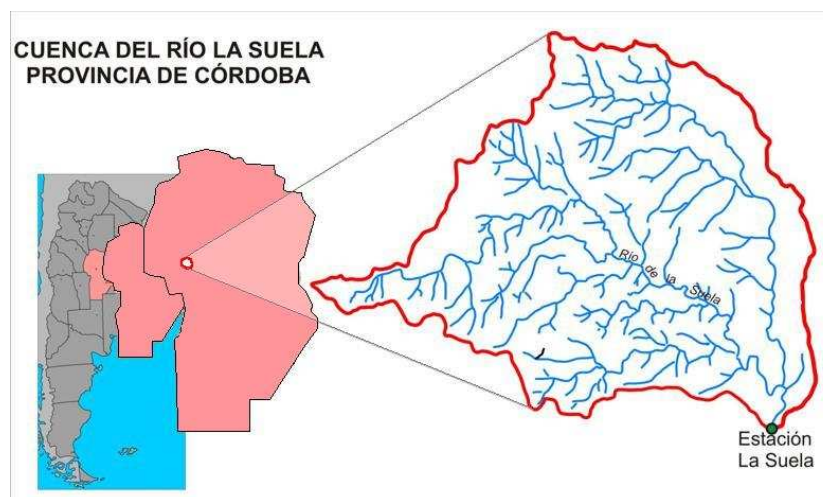 CUENCA DEL RÍO LA SUELA
PROVINCIA DE CÓRDOBA
Río de la Suela
Estación
La Suela